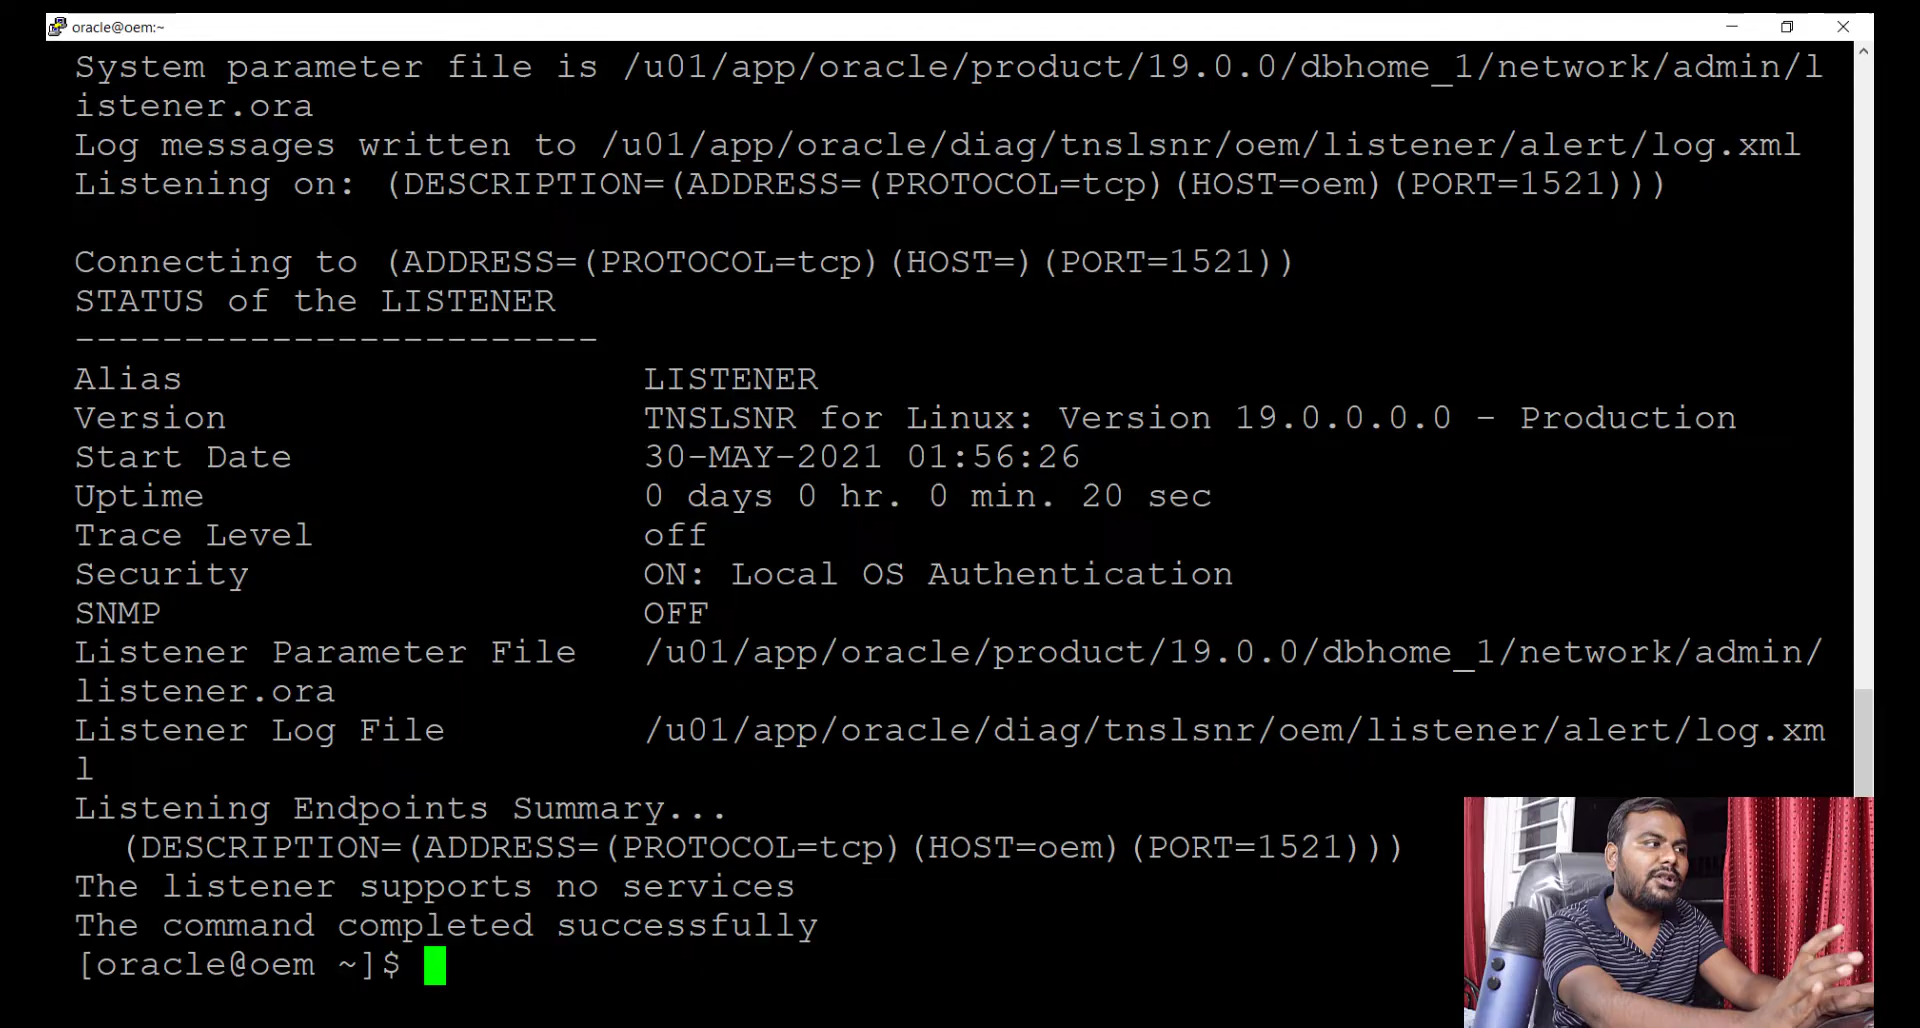 oracle@oem:~
System parameter file is /u01/app/oracle/product/19.0.0/dbhome_1/network/admin/l
istener.ora
Log messages written to /u01/app/oracle/diag/tnslsnr/oem/listener/alert/log.xml
Listening on: (DESCRIPTION=(ADDRESS=(PROTOCOL=tcp)(HOST=oem)(PORT=1521)))
Connecting to (ADDRESS=(PROTOCOL=tcp)(HOST=)(PORT=1521))
STATUS of the LISTENER
------------------------
Alias LISTENER
Version TNSLSNR for Linux: Version 19.0.0.0.0 - Production
Start Date 30-MAY-2021 01:56:26
Uptime 0 days 0 hr. 0 min. 20 sec
Trace Level off
Security ON: Local OS Authentication
SNMP OFF
Listener Parameter File /u01/app/oracle/product/19.0.0/dbhome_1/network/admin/
listener.ora
Listener Log File /u01/app/oracle/diag/tnslsnr/oem/listener/alert/log.xm
l
Listening Endpoints Summary...
(DESCRIPTION=(ADDRESS=(PROTOCOL=tcp)(HOST=oem)(PORT=1521)))
The listener supports no services
The command completed successfully
[oracle@oem ~]$